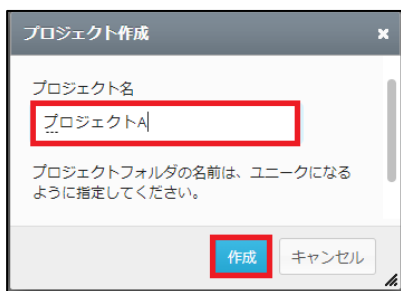 プロジェクト作成
プロジェクト名
プロジェクトA
プロジェクトフォルダの名前は、ユニークになる
ように指定してください。
作成
キャンセル